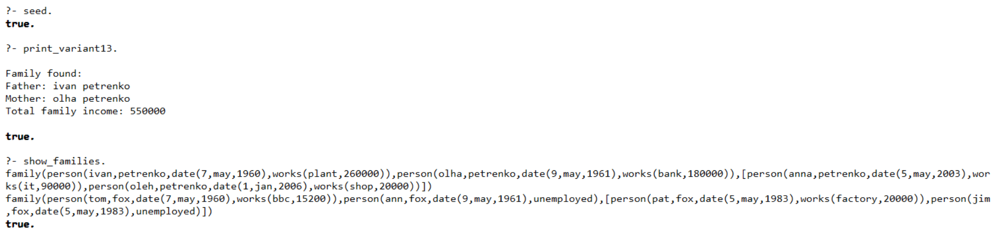 ?- seed.
true.
?- print_variant13.
Family found:
Father: ivan petrenko
Mother: olha petrenko
Total family income: 550000
true.
?- show_families.
family(person(ivan,petrenko,date(7,may,1960),works(plant,260000)),person(olha,petrenko,date(9,may,1961),works(bank,180000)),[person(anna,petrenko,date(5,may,2003),wor
ks(it,90000)),person(oleh,petrenko,date(1,jan,2006),works(shop,20000))])
family(person(tom,fox,date(7,may,1960),works(bbc,15200)),person(ann,fox,date(9,may,1961),unemployed),[person(pat,fox,date(5,may,1983),works(factory,20000)),person(jim
,fox,date(5,may,1983),unemployed)])
true.